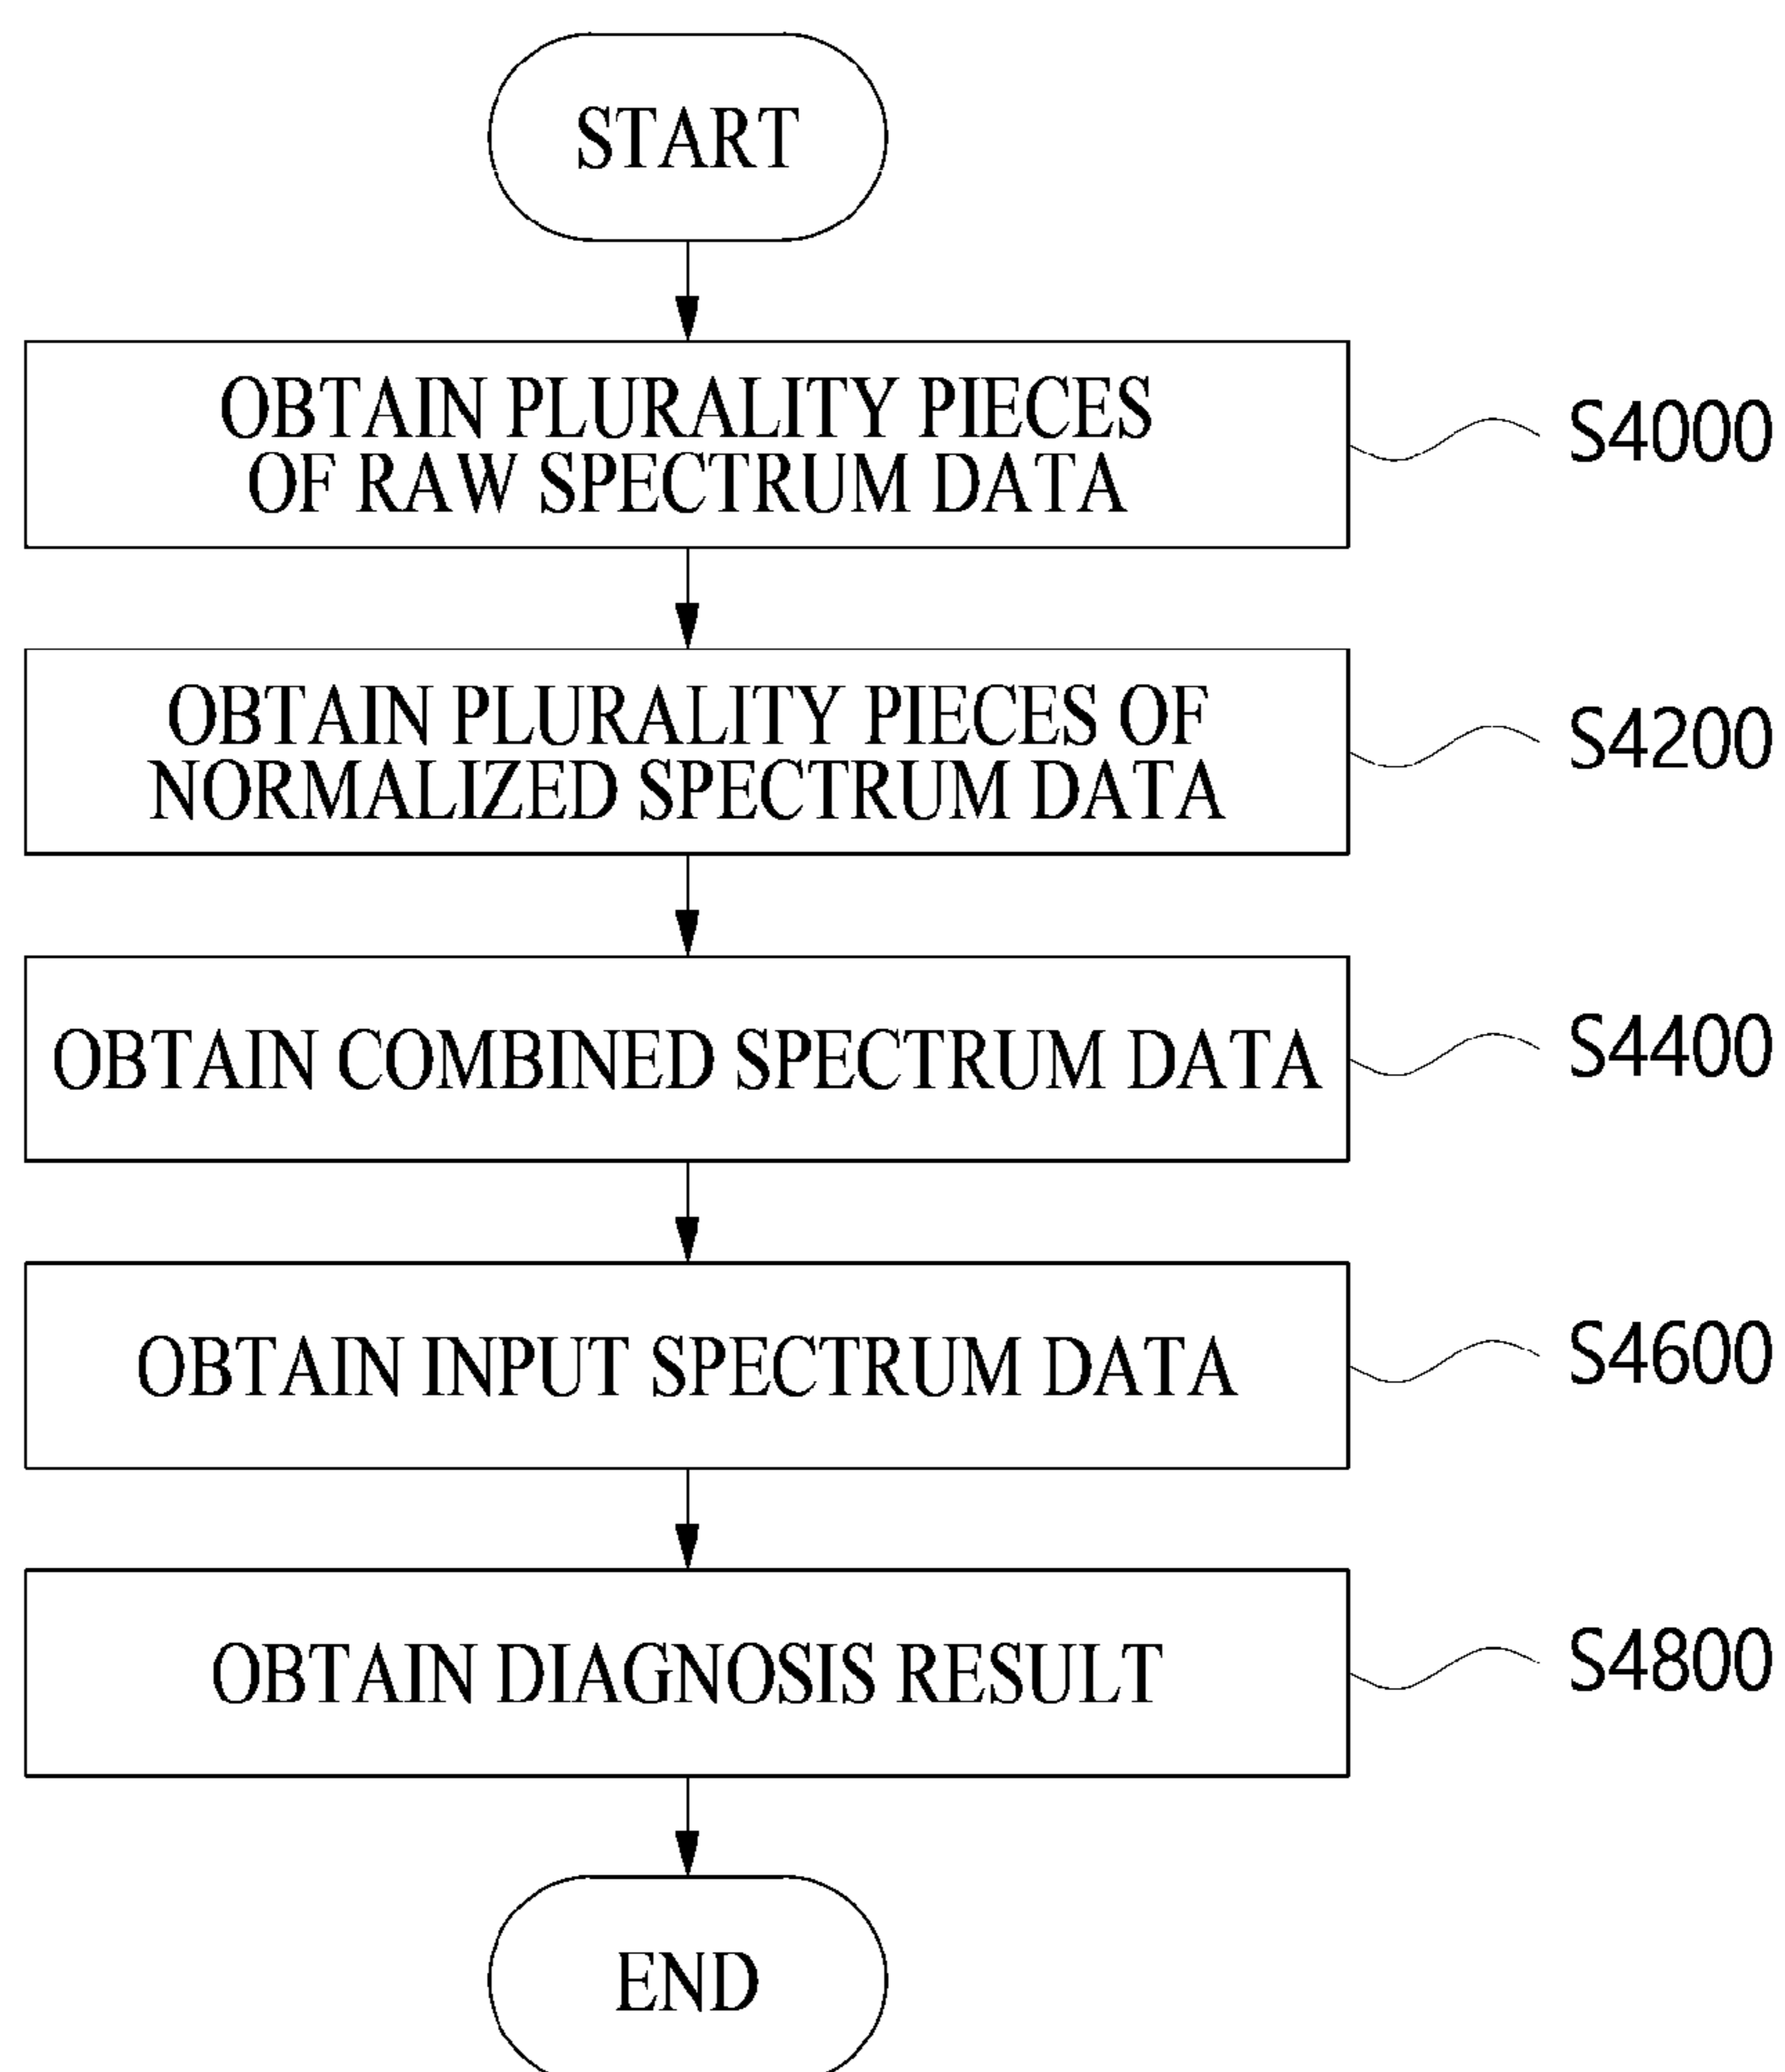 START
OBTAIN PLURALITY PIECES
OF RAW SPECTRUM DATA
S4000
OBTAIN PLURALITY PIECES OF
NORMALIZED SPECTRUM DATA
S4200
OBTAIN COMBINED SPECTRUM DATA
S4400
OBTAIN INPUT SPECTRUM DATA
S4600
OBTAIN DIAGNOSIS RESULT
S4800
END